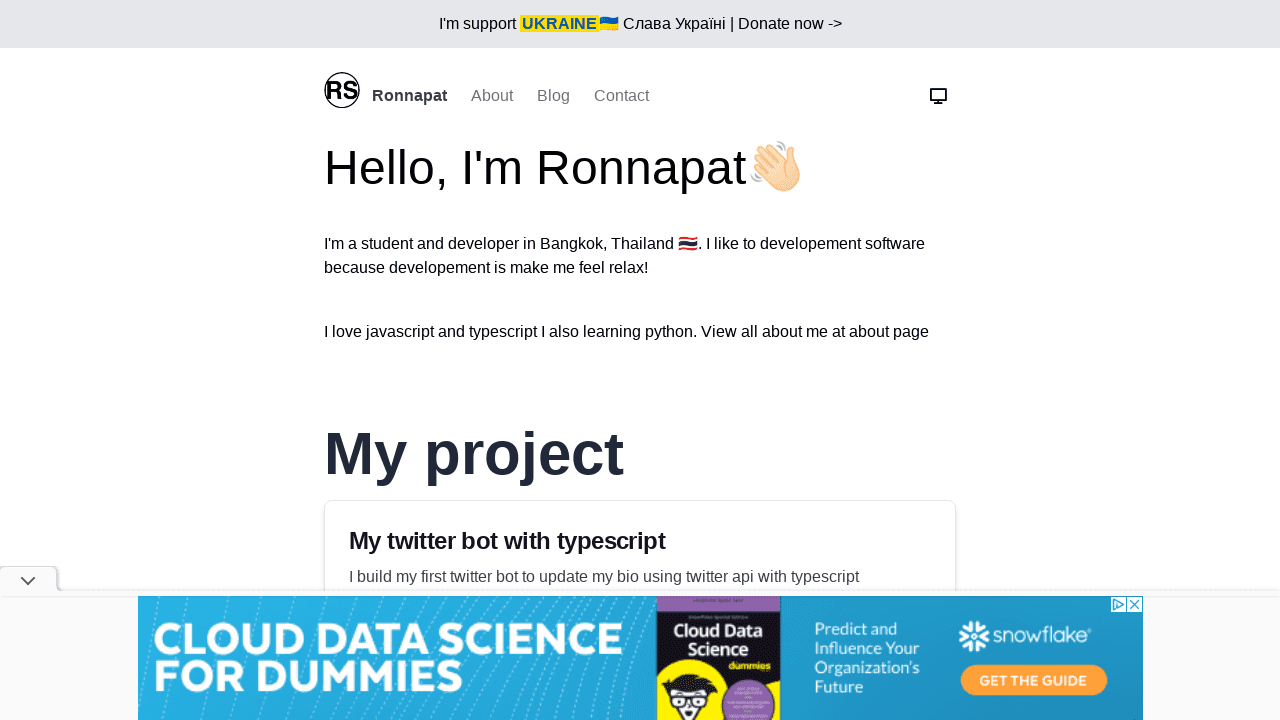 I'm support UKRAINE🇺🇦 Слава Україні | Donate now ->
RS Ronnapat About Blog Contact
Hello, I'm Ronnapat👋🏻
I'm a student and developer in Bangkok, Thailand 🇹🇭. I like to developement software
because developement is make me feel relax!
I love javascript and typescript I also learning python. View all about me at about page
My project
My twitter bot with typescript
I build my first twitter bot to update my bio using twitter api with typescript
CLOUD DATA SCIENCE
FOR DUMMIES
Cloud Data
Science
dummies
Predict and
Influence Your
Organization's
Future
snowflake
GET THE GUIDE